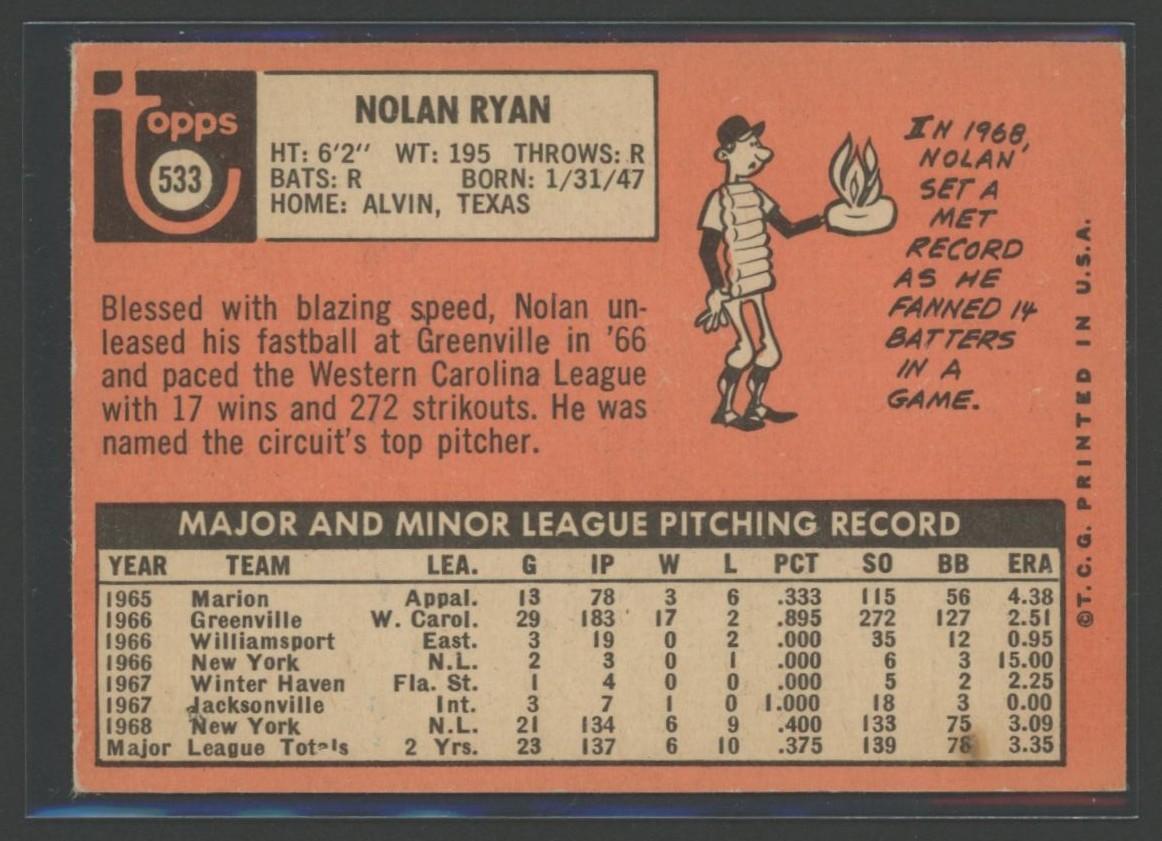 topps
533
NOLAN RYAN
HT: 6'2" WT: 195 THROWS: R
BATS: R BORN: 1/31/47
HOME: ALVIN, TEXAS
Blessed with blazing speed, Nolan un-
leased his fastball at Greenville in '66
and paced the Western Carolina League
with 17 wins and 272 strikouts. He was
named the circuit's top pitcher.
IN 1968,
NOLAN
SET A
MET
RECORD
AS HE
FANNED 14
BATTERS
IN A
GAME.
©T.C.G. PRINTED IN U.S.A.
MAJOR AND MINOR LEAGUE PITCHING RECORD
YEAR TEAM LEA. G IP W L PCT SO BB ERA
1965 Marion Appal. 13 78 3 6 .333 115 56 4.38
1966 Greenville W. Carol. 29 183 17 2 .895 272 127 2.51
1966 Williamsport East. 3 19 0 2 .000 35 12 0.95
1966 New York N.L. 2 3 0 1 .000 6 3 15.00
1967 Winter Haven Fla. St. 1 4 0 0 .000 5 2 2.25
1967 Jacksonville Int. 3 7 1 0 1.000 18 3 0.00
1968 New York N.L. 21 134 6 9 .400 133 75 3.09
Major League Totals 2 Yrs. 23 137 6 10 .375 139 78 3.35